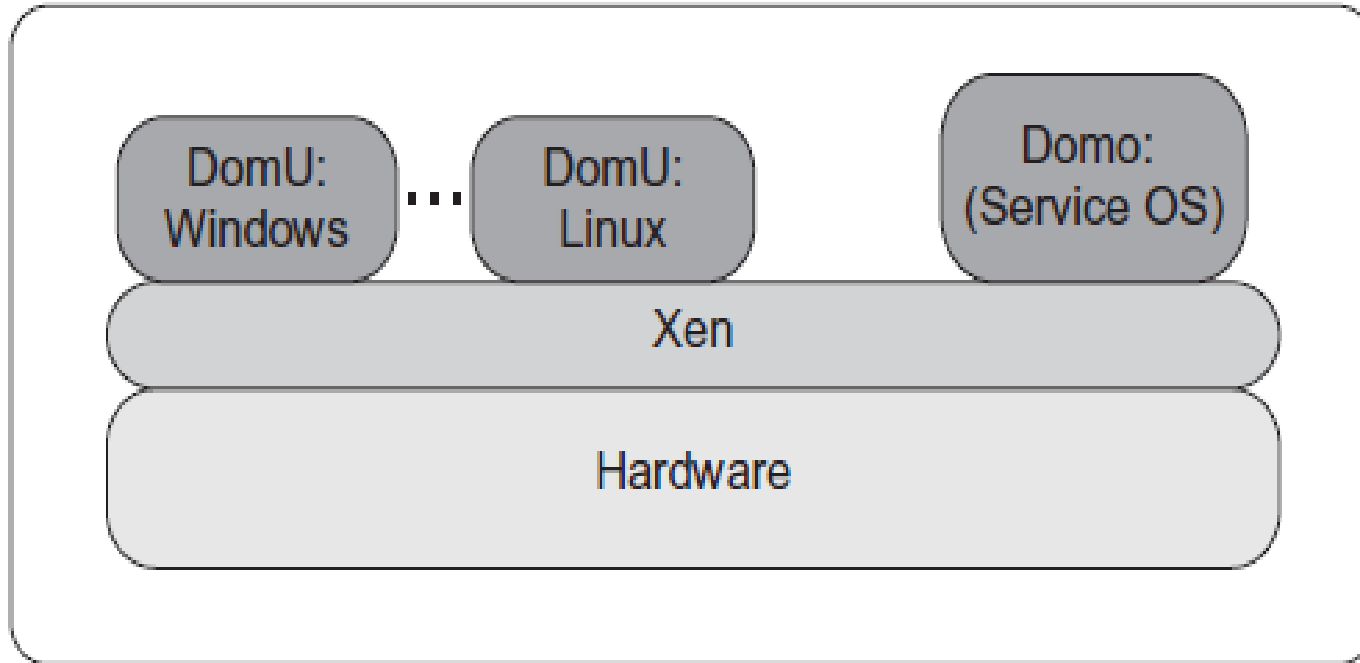 DomU:
Windows
...
DomU:
Linux
Domo:
(Service OS)
Xen
Hardware